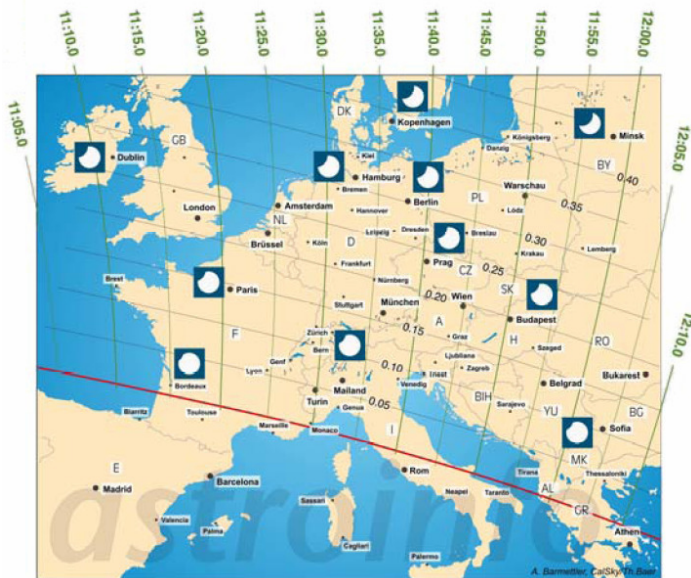 11:10.0
11:15.0
11:20.0
11:25.0
11:30.0
11:35.0
11:40.0
11:45.0
11:50.0
11:55.0
12:00.0
11:05.0
12:05.0
12:10.0
DK
Kopenhagen
Königsberg
Minsk
GB
Dublin
Kiel
Danzig
BY
Hamburg
0.40
Bremen
Berlin
PL
Warschau
London
Amsterdam
Hannover
Lódz
0.35
NL
Brüssel
D
Leipzig
Dresden
Breslau
0.30
Köln
Krakau
Lemberg
Frankfurt
Prag
CZ
0.25
Brest
Paris
Nürnberg
SK
Stuttgart
0.20
Wien
München
Budapest
0.15
F
Zürich
A
Graz
H
RO
Bern
Ljubliana
Szeged
Genf
Lyon
0.10
Triest
Zagreb
Bukarest
Bordeaux
Mailand
Venedig
Belgrad
Turin
0.05
BIH
Biarritz
Toulouse
Genua
Sarajevo
YU
BG
Marseille
Monaco
I
Sofia
E
MK
Barcelona
Rom
Tirana
Thessaloniki
Madrid
Sassari
Neapel
Taranto
AL
GR
Valencia
Palma
Athen
Cagliari
Palermo
astroinfo
A. Barmettler, CalSky/Th.Baer